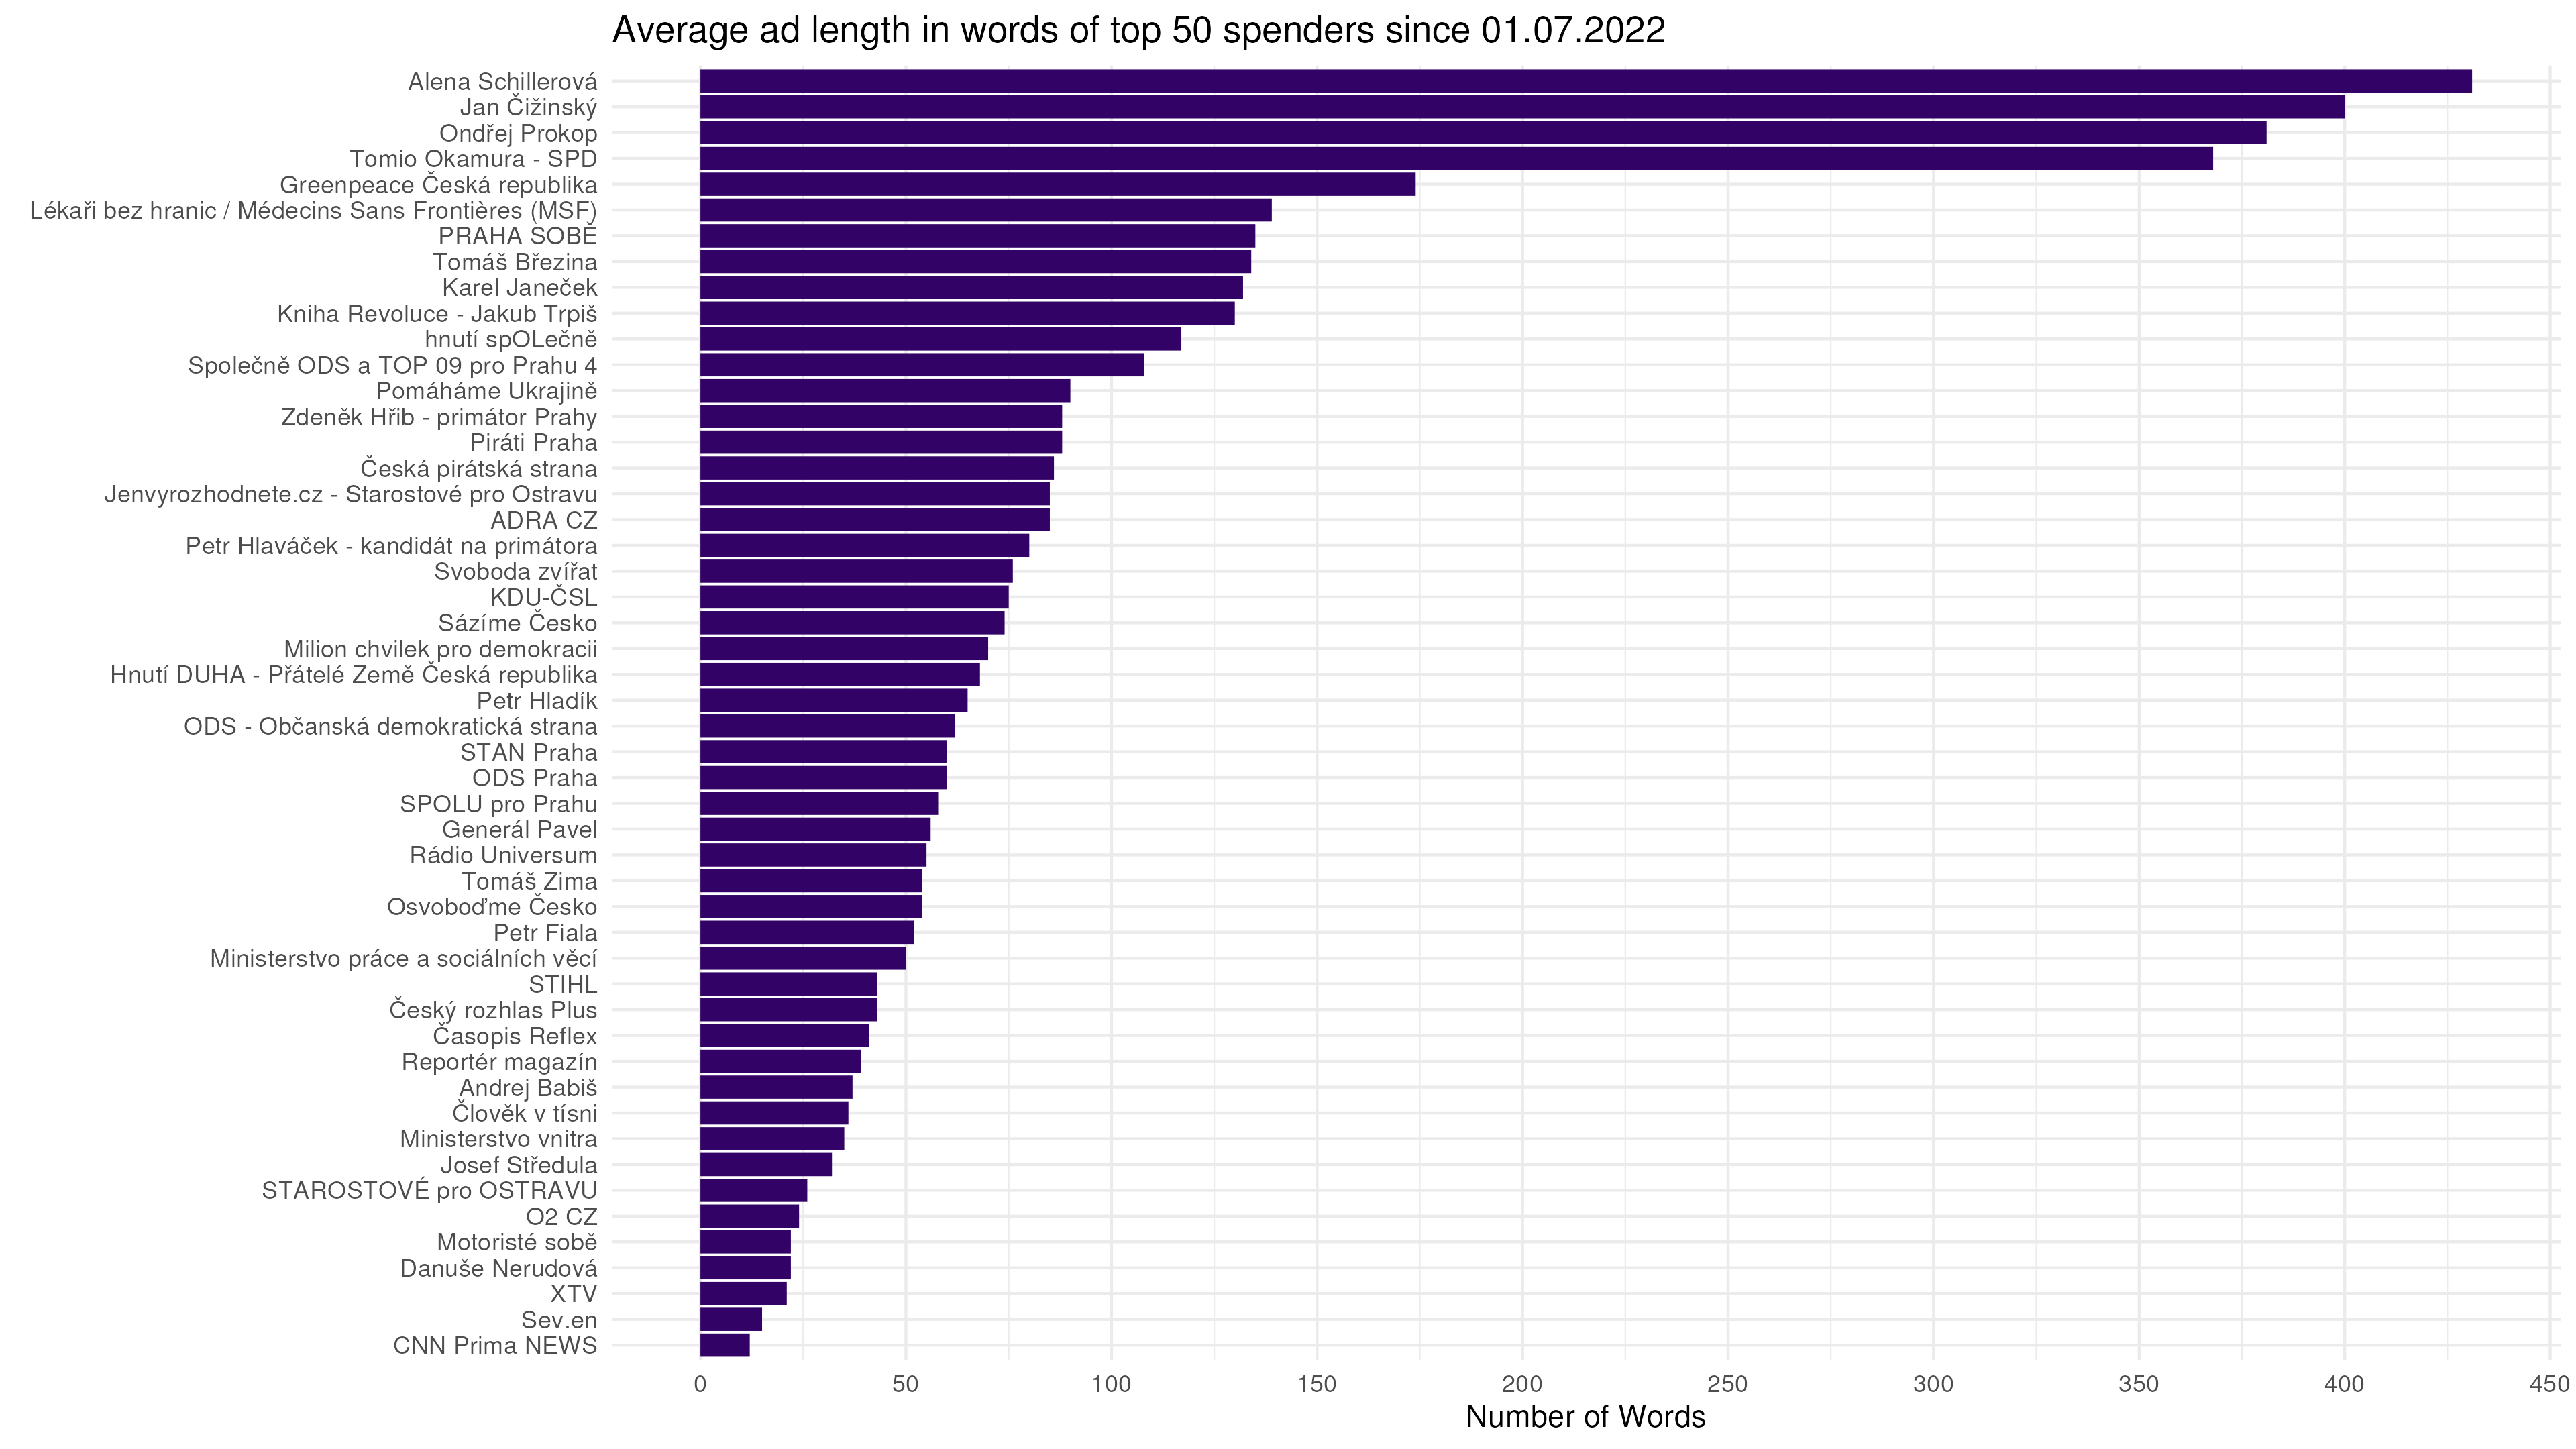 Average ad length in words of top 50 spenders since 01.07.2022
Alena Schillerová
Jan Čižinský
Ondřej Prokop
Tomio Okamura - SPD
Greenpeace Česká republika
Lékaři bez hranic / Médecins Sans Frontières (MSF)
PRAHA SOBĚ
Tomáš Březina
Karel Janeček
Kniha Revoluce - Jakub Trpiš
hnutí spOLečně
Společně ODS a TOP 09 pro Prahu 4
Pomáháme Ukrajině
Zdeněk Hřib - primátor Prahy
Piráti Praha
Česká pirátská strana
Jenvyrozhodnete.cz - Starostové pro Ostravu
ADRA CZ
Petr Hlaváček - kandidát na primátora
Svoboda zvířat
KDU-ČSL
Sázíme Česko
Milion chvilek pro demokracii
Hnutí DUHA - Přátelé Země Česká republika
Petr Hladík
ODS - Občanská demokratická strana
STAN Praha
ODS Praha
SPOLU pro Prahu
Generál Pavel
Rádio Universum
Tomáš Zima
Osvoboďme Česko
Petr Fiala
Ministerstvo práce a sociálních věcí
STIHL
Český rozhlas Plus
Časopis Reflex
Reportér magazín
Andrej Babiš
Člověk v tísni
Ministerstvo vnitra
Josef Středula
STAROSTOVÉ pro OSTRAVU
O2 CZ
Motoristé sobě
Danuše Nerudová
XTV
Sev.en
CNN Prima NEWS
0 50 100 150 200 250 300 350 400 450
Number of Words